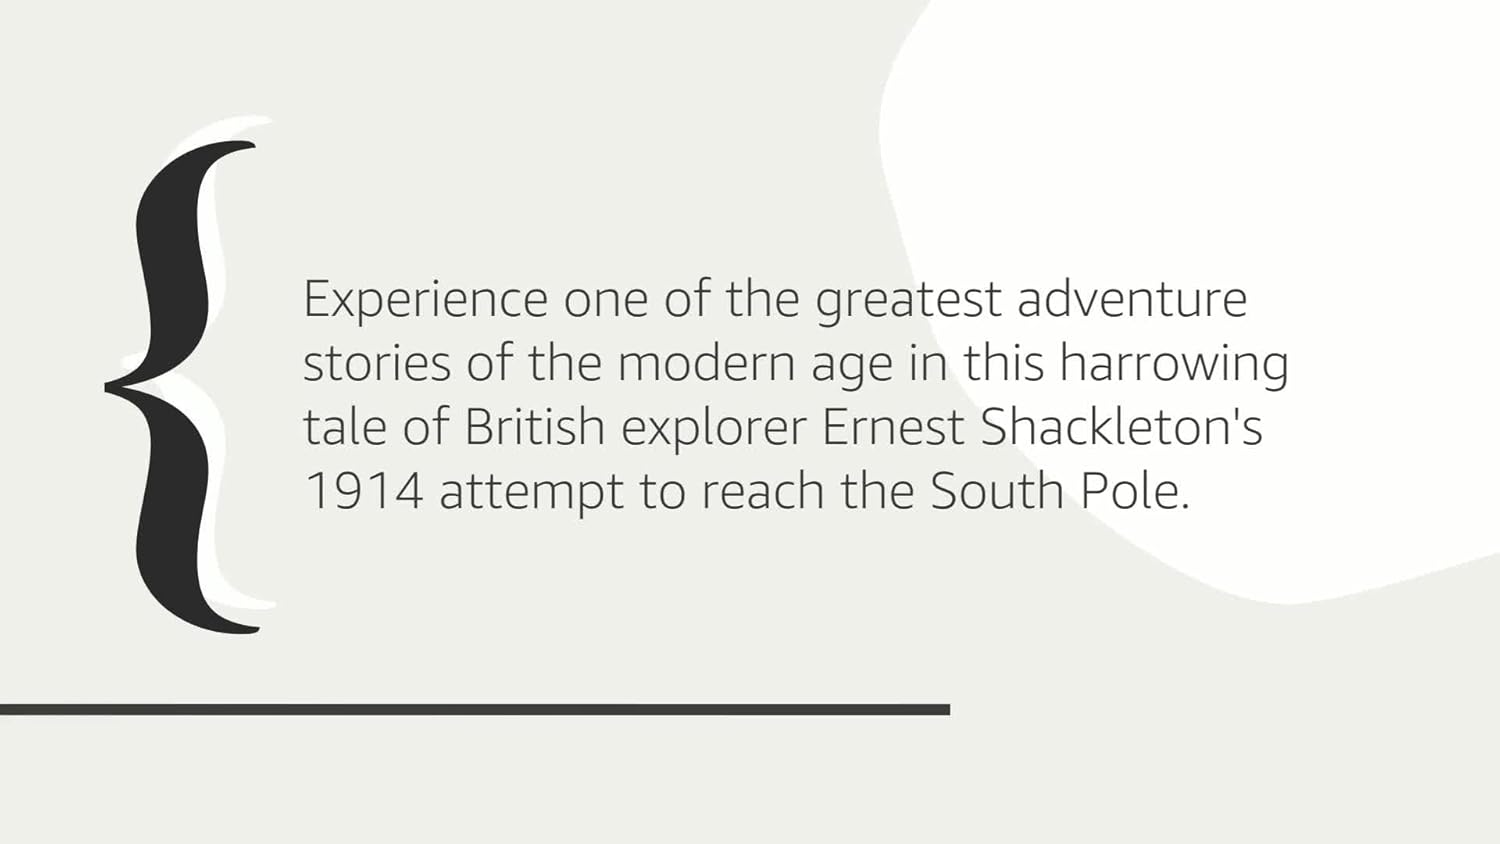 Experience one of the greatest adventure
stories of the modern age in this harrowing
tale of British explorer Ernest Shackleton's
1914 attempt to reach the South Pole.